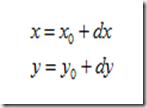 x = x₀ + dx
y = y₀ + dy